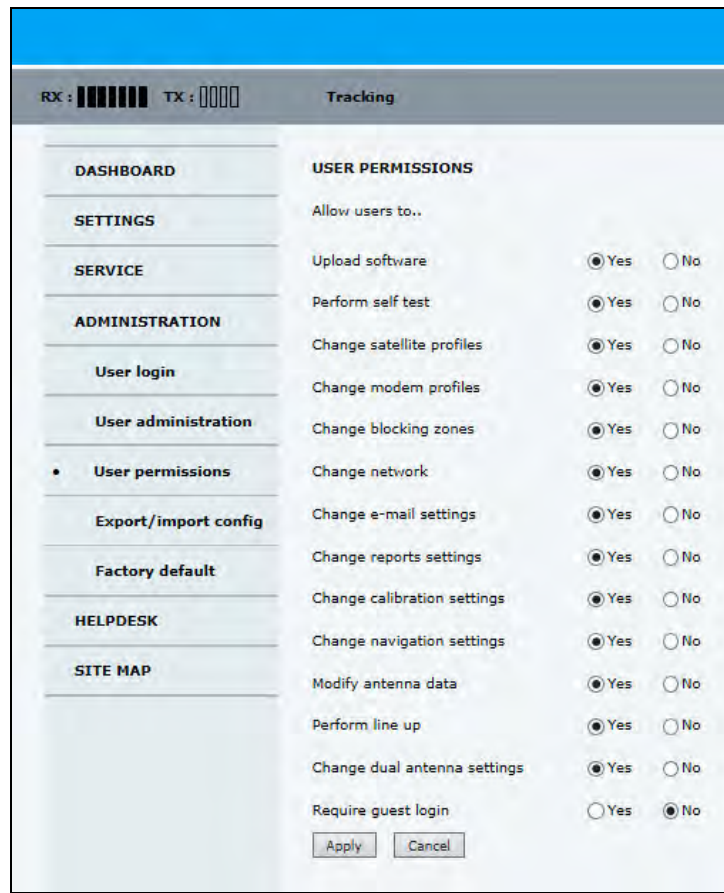 RX : TX : Tracking
DASHBOARD
SETTINGS
SERVICE
ADMINISTRATION
User login
User administration
• User permissions
Export/import config
Factory default
HELPDESK
SITE MAP
USER PERMISSIONS
Allow users to..
Upload software Yes No
Perform self test Yes No
Change satellite profiles Yes No
Change modem profiles Yes No
Change blocking zones Yes No
Change network Yes No
Change e-mail settings Yes No
Change reports settings Yes No
Change calibration settings Yes No
Change navigation settings Yes No
Modify antenna data Yes No
Perform line up Yes No
Change dual antenna settings Yes No
Require guest login Yes No
Apply Cancel